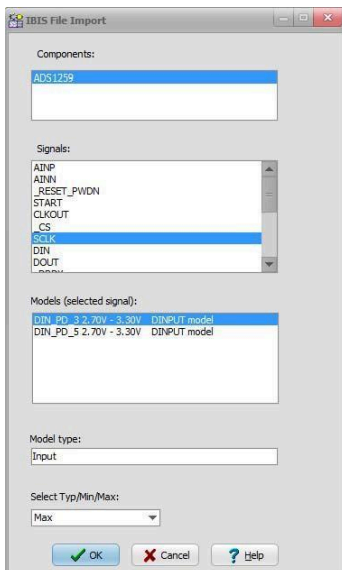 IBIS File Import
Components:
ADS1259
Signals:
AINP
AINN
_RESET_PWDN
START
CLKOUT
_CS
SCLK
DIN
DOUT
Models (selected signal):
DIN_PD_3 2.70V - 3.30V DINPUT model
DIN_PD_5 2.70V - 3.30V DINPUT model
Model type:
Input
Select Typ/Min/Max:
Max
OK Cancel Help